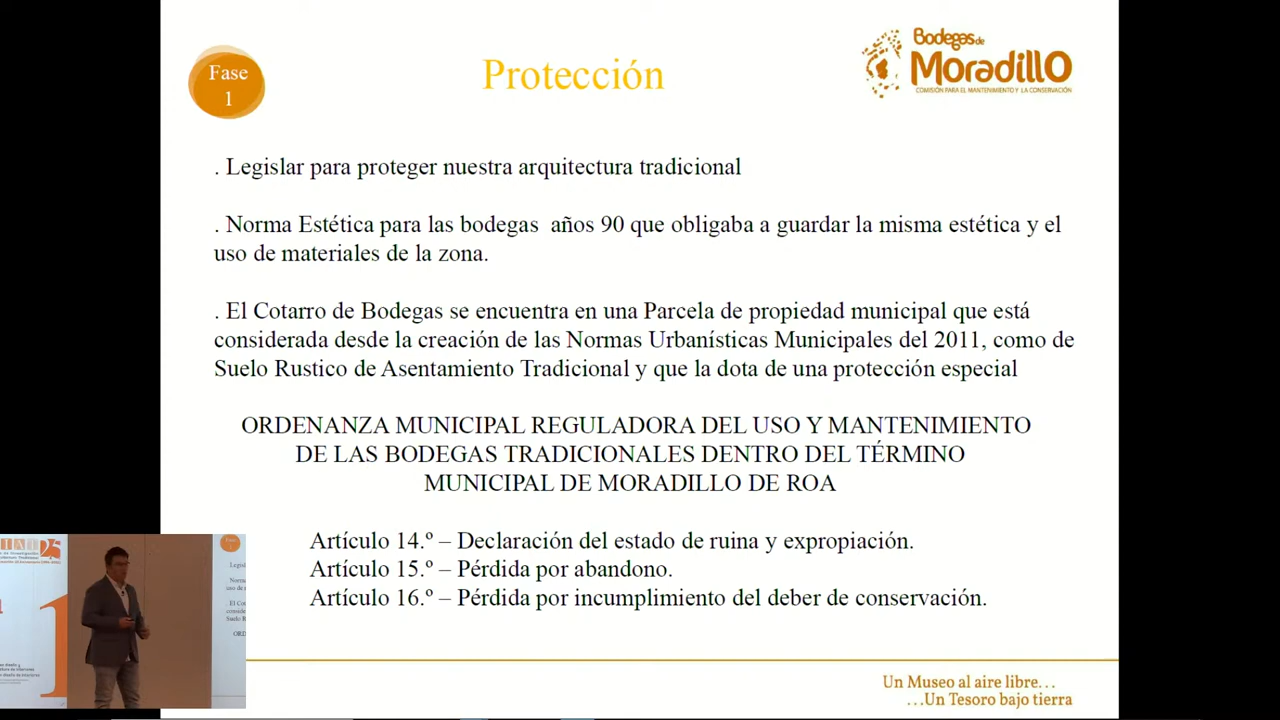 Fase
1
Protección
Bodegas de
Moradillo
COMISIÓN PARA EL MANTENIMIENTO Y LA CONSERVACIÓN
. Legislar para proteger nuestra arquitectura tradicional
. Norma Estética para las bodegas años 90 que obligaba a guardar la misma estética y el
uso de materiales de la zona.
. El Cotarro de Bodegas se encuentra en una Parcela de propiedad municipal que está
considerada desde la creación de las Normas Urbanísticas Municipales del 2011, como de
Suelo Rustico de Asentamiento Tradicional y que la dota de una protección especial
ORDENANZA MUNICIPAL REGULADORA DEL USO Y MANTENIMIENTO
DE LAS BODEGAS TRADICIONALES DENTRO DEL TÉRMINO
MUNICIPAL DE MORADILLO DE ROA
Artículo 14.º – Declaración del estado de ruina y expropiación.
Artículo 15.º – Pérdida por abandono.
Artículo 16.º – Pérdida por incumplimiento del deber de conservación.
Un Museo al aire libre…
…Un Tesoro bajo tierra